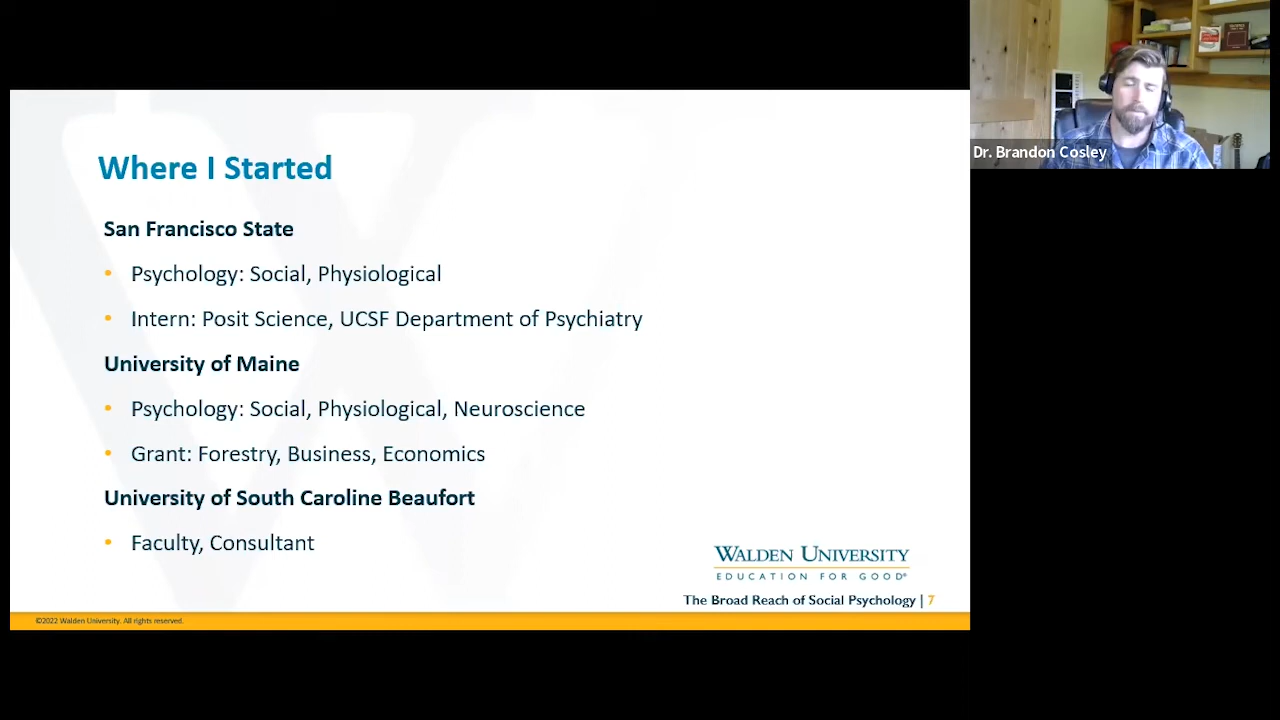 Where I Started
San Francisco State
• Psychology: Social, Physiological
• Intern: Posit Science, UCSF Department of Psychiatry
University of Maine
• Psychology: Social, Physiological, Neuroscience
• Grant: Forestry, Business, Economics
University of South Caroline Beaufort
• Faculty, Consultant
WALDEN UNIVERSITY
EDUCATION FOR GOOD®
The Broad Reach of Social Psychology | 7
©2022 Walden University. All rights reserved.
Dr. Brandon Cosley